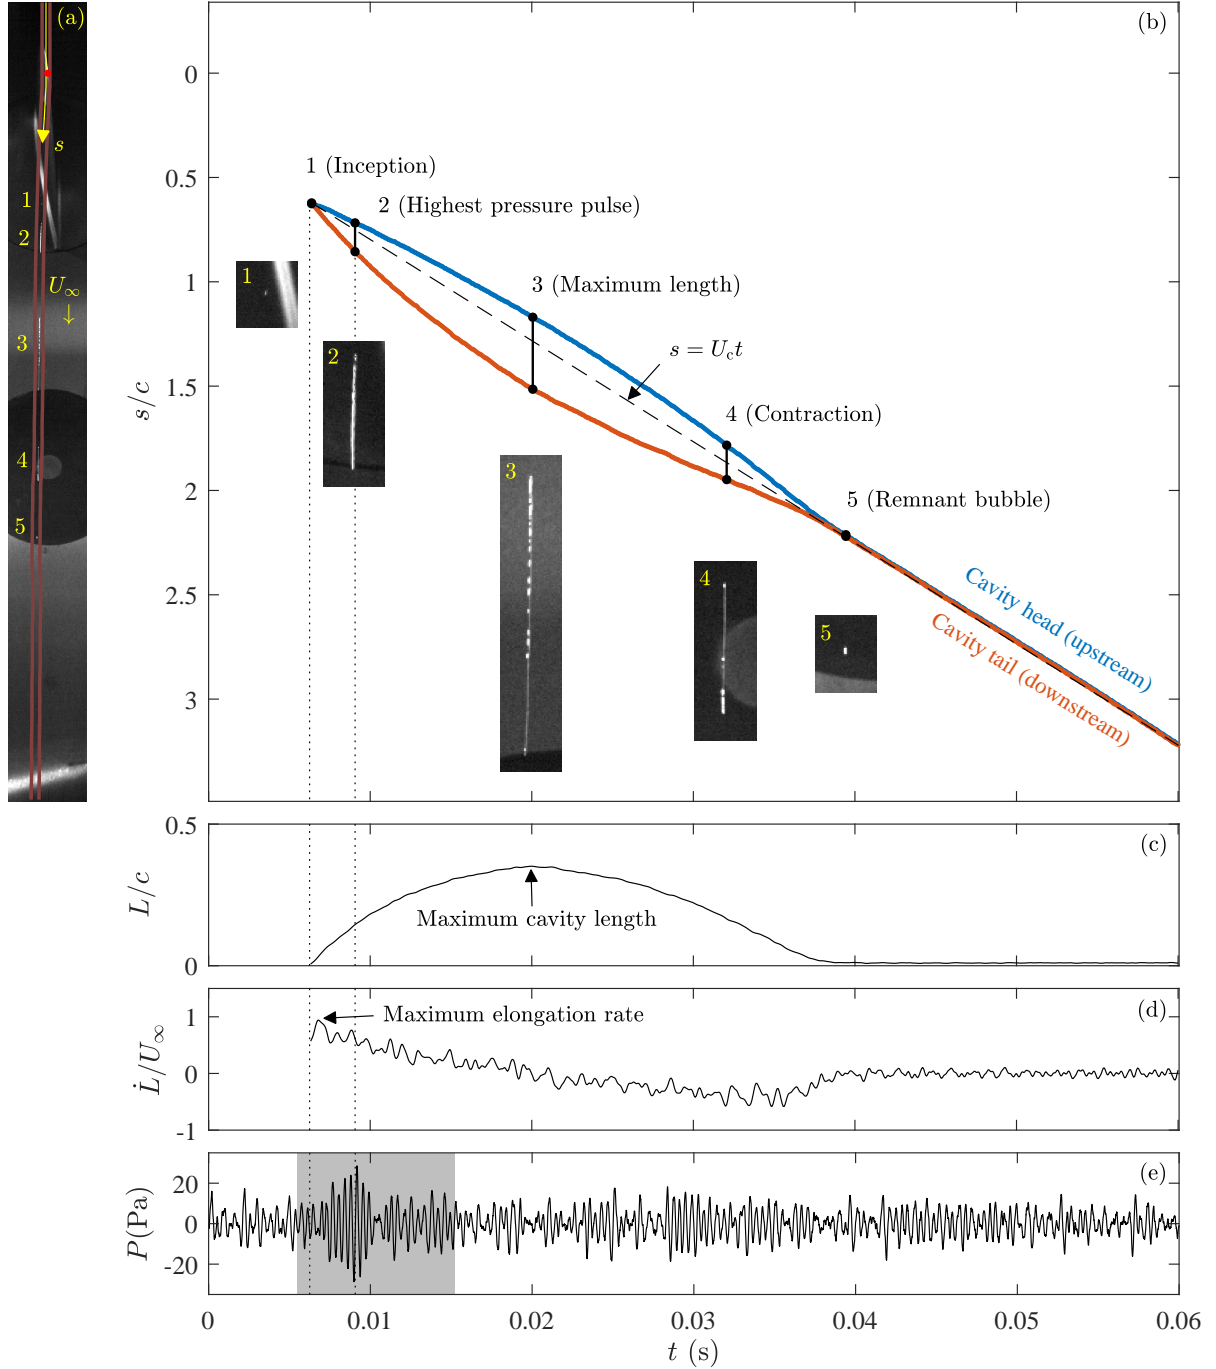 (a)
s
1
2
U∞
↓
3
4
5
(b)
0
0.5
1
1.5
2
2.5
3
s/c
1 (Inception)
2 (Highest pressure pulse)
3 (Maximum length)
s = Uct
4 (Contraction)
5 (Remnant bubble)
1
2
3
4
5
Cavity head (upstream)
Cavity tail (downstream)
(c)
0.5
0
L/c
Maximum cavity length
(d)
1
0
-1
L̇/U∞
Maximum elongation rate
(e)
20
0
-20
P(Pa)
0 0.01 0.02 0.03 0.04 0.05 0.06
t (s)